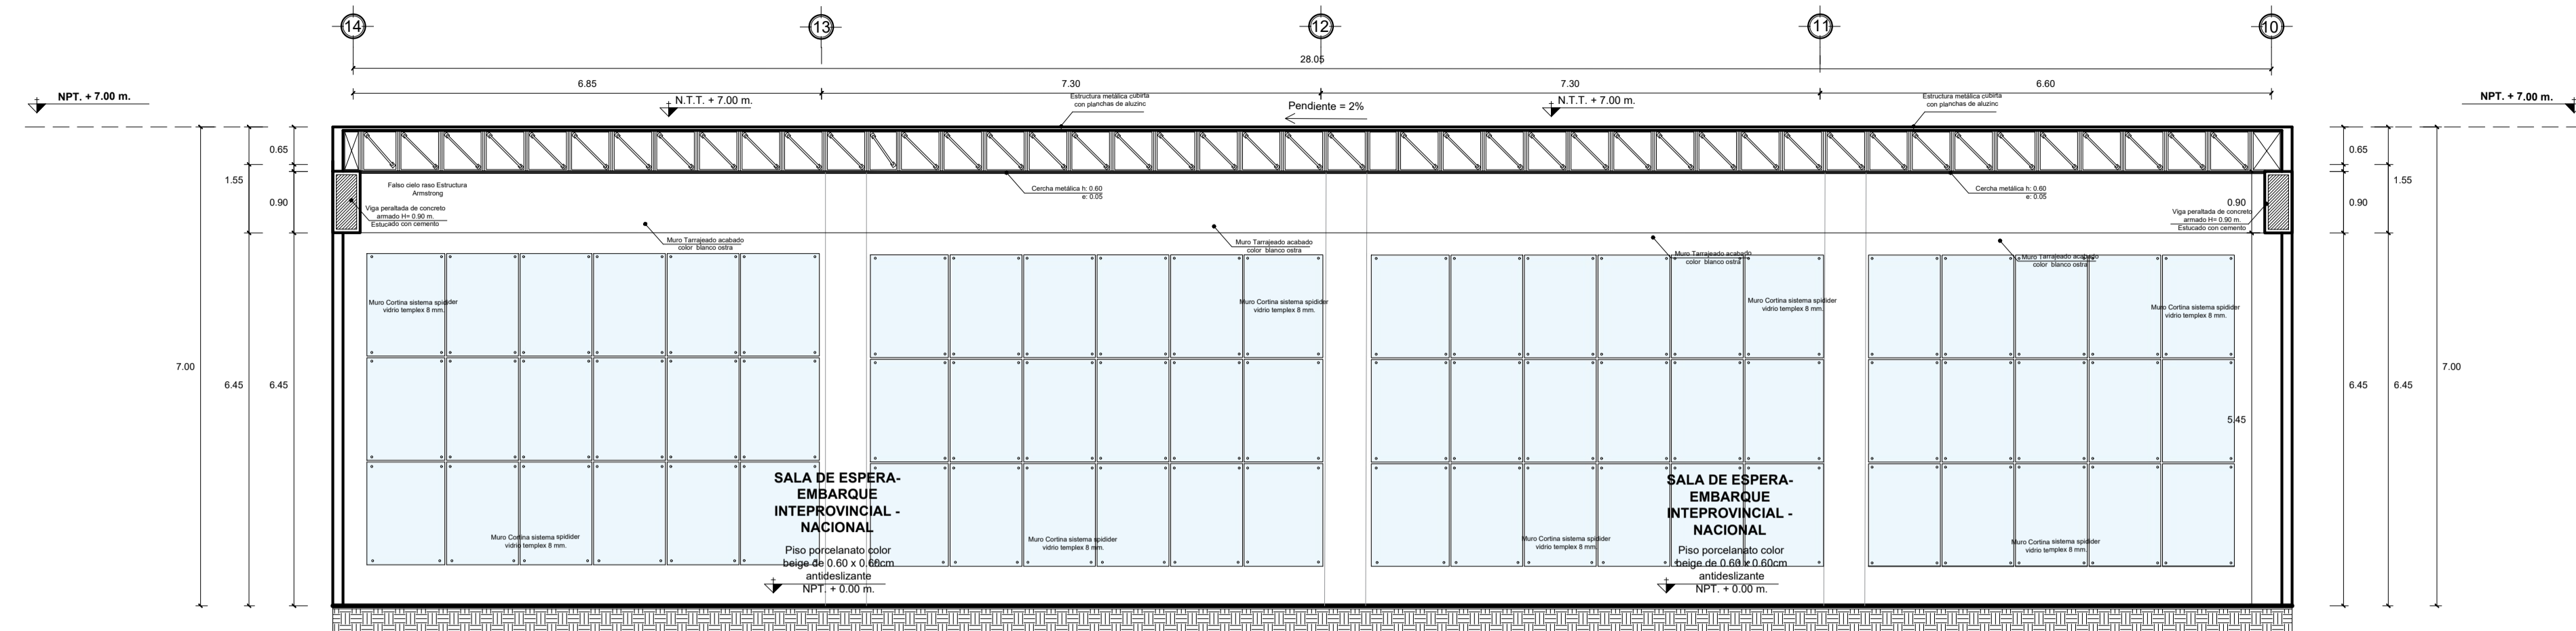 14
13
12
11
10
28.05
6.85
7.30
7.30
6.60
NPT. + 7.00 m.
N.T.T. + 7.00 m.
Estructura metálica cubirta
con planchas de aluzinc
Pendiente = 2%
N.T.T. + 7.00 m.
Estructura metálica cubirta
con planchas de aluzinc
NPT. + 7.00 m.
0.65
1.55
0.90
7.00
6.45
6.45
Falso cielo raso Estructura
Armstrong
Viga peraltada de concreto
armado H= 0.90 m.
Estucado con cemento
Cercha metálica h: 0.60
e: 0.05
Cercha metálica h: 0.60
e: 0.05
0.90
Viga peraltada de concreto
armado H= 0.90 m.
Estucado con cemento
0.65
1.55
0.90
6.45
6.45
7.00
Muro Tarrajeado acabado
color blanco ostra
Muro Tarrajeado acabado
color blanco ostra
Muro Tarrajeado acabado
color blanco ostra
Muro Tarrajeado acabado
color blanco ostra
Muro Cortina sistema spidider
vidrio templex 8 mm.
Muro Cortina sistema spidider
vidrio templex 8 mm.
Muro Cortina sistema spidider
vidrio templex 8 mm.
Muro Cortina sistema spidider
vidrio templex 8 mm.
5.45
SALA DE ESPERA-
EMBARQUE
INTEPROVINCIAL -
NACIONAL
Piso porcelanato color
beige de 0.60 x 0.60cm
antideslizante
NPT. + 0.00 m.
SALA DE ESPERA-
EMBARQUE
INTEPROVINCIAL -
NACIONAL
Piso porcelanato color
beige de 0.60 x 0.60cm
antideslizante
NPT. + 0.00 m.
Muro Cortina sistema spidider
vidrio templex 8 mm.
Muro Cortina sistema spidider
vidrio templex 8 mm.
Muro Cortina sistema spidider
vidrio templex 8 mm.
Muro Cortina sistema spidider
vidrio templex 8 mm.